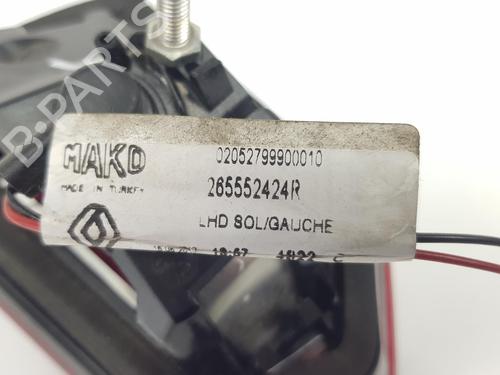 MAKO
MADE IN TURKEY
02052799900010
265552424R
LHD SOL/GAUCHE
B-PARTS